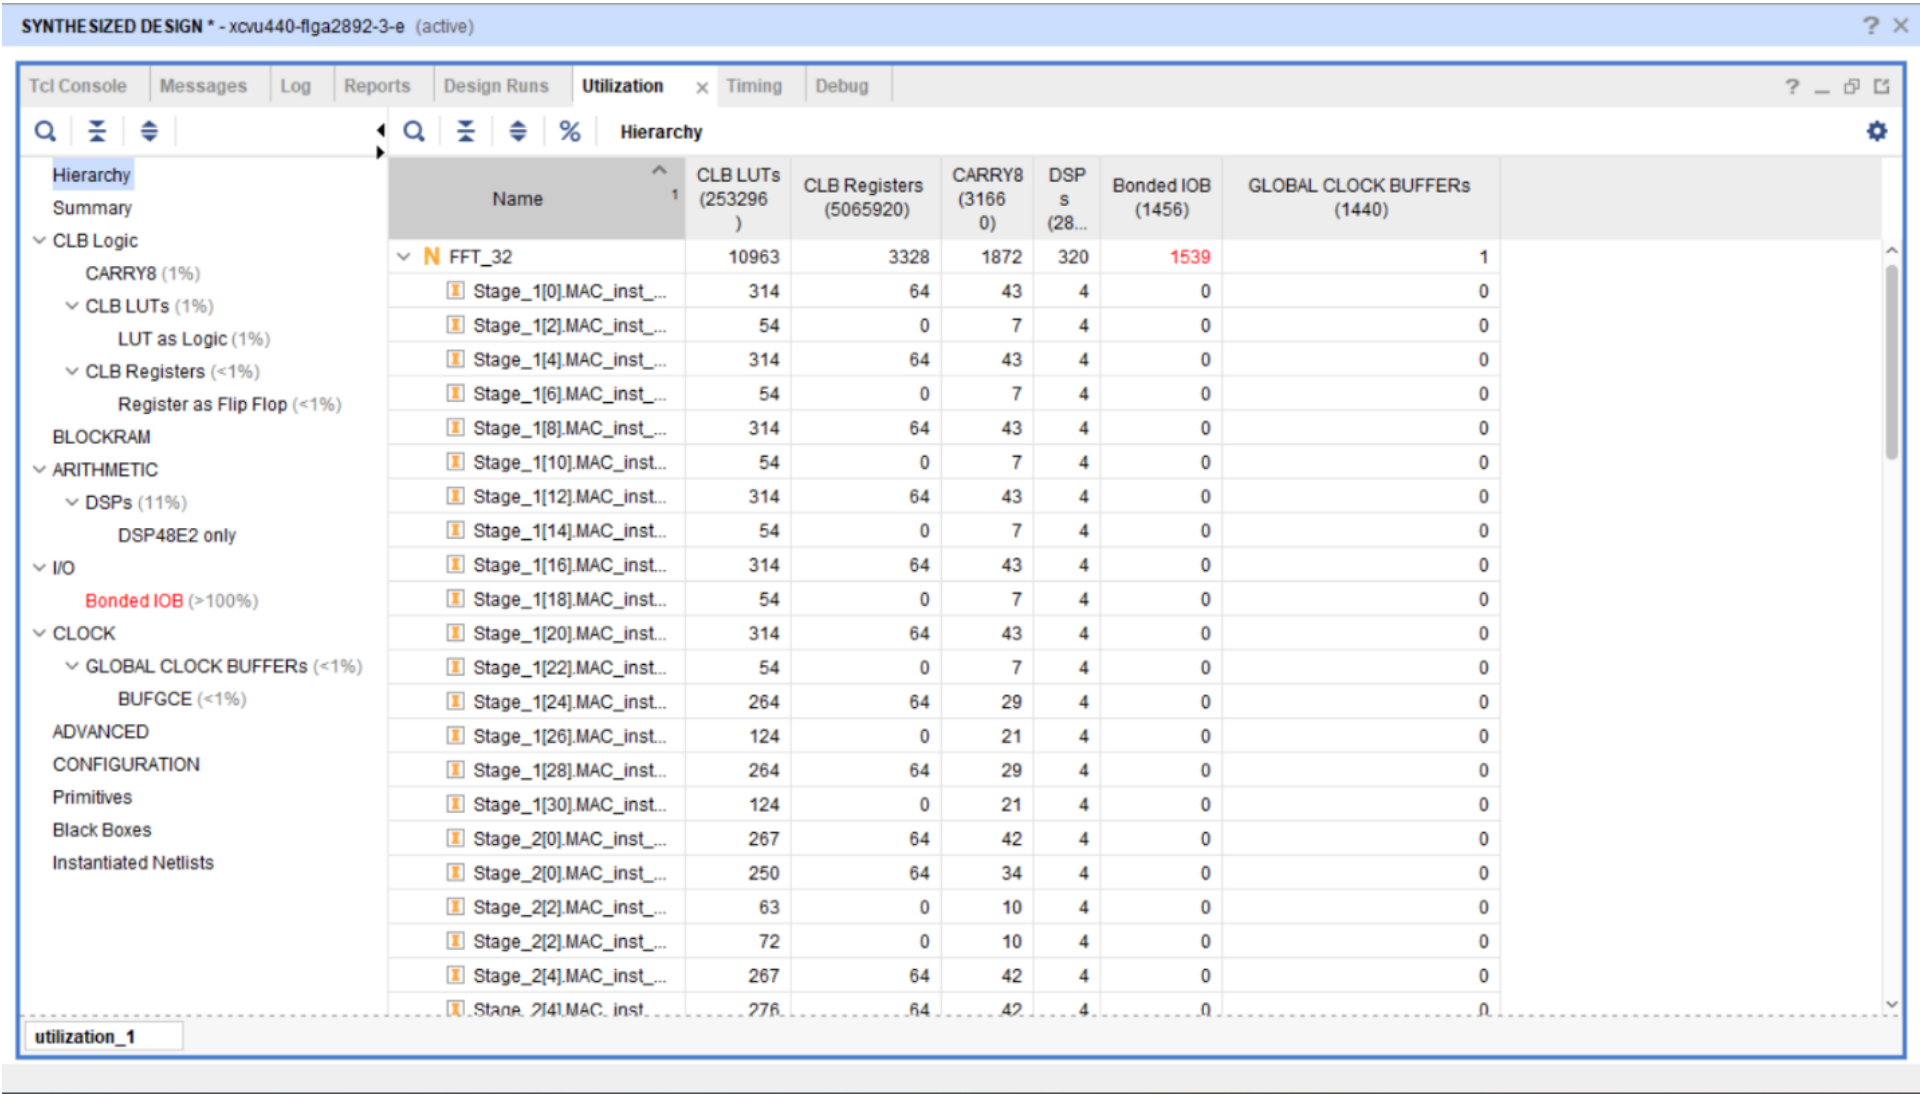 SYNTHESIZED DESIGN * - xcvu440-flga2892-3-e (active)
Tcl Console Messages Log Reports Design Runs Utilization Timing Debug
Hierarchy
Hierarchy
Summary
CLB Logic
CARRY8 (1%)
CLB LUTs (1%)
LUT as Logic (1%)
CLB Registers (<1%)
Register as Flip Flop (<1%)
BLOCKRAM
ARITHMETIC
DSPs (11%)
DSP48E2 only
I/O
Bonded IOB (>100%)
CLOCK
GLOBAL CLOCK BUFFERs (<1%)
BUFGCE (<1%)
ADVANCED
CONFIGURATION
Primitives
Black Boxes
Instantiated Netlists
Name 1
CLB LUTs
(253296
)
CLB Registers
(5065920)
CARRY8
(3166
0)
DSP
s
(28...
Bonded IOB
(1456)
GLOBAL CLOCK BUFFERs
(1440)
N FFT_32 10963 3328 1872 320 1539 1
I Stage_1[0].MAC_inst_... 314 64 43 4 0 0
I Stage_1[2].MAC_inst_... 54 0 7 4 0 0
I Stage_1[4].MAC_inst_... 314 64 43 4 0 0
I Stage_1[6].MAC_inst_... 54 0 7 4 0 0
I Stage_1[8].MAC_inst_... 314 64 43 4 0 0
I Stage_1[10].MAC_inst... 54 0 7 4 0 0
I Stage_1[12].MAC_inst... 314 64 43 4 0 0
I Stage_1[14].MAC_inst... 54 0 7 4 0 0
I Stage_1[16].MAC_inst... 314 64 43 4 0 0
I Stage_1[18].MAC_inst... 54 0 7 4 0 0
I Stage_1[20].MAC_inst... 314 64 43 4 0 0
I Stage_1[22].MAC_inst... 54 0 7 4 0 0
I Stage_1[24].MAC_inst... 264 64 29 4 0 0
I Stage_1[26].MAC_inst... 124 0 21 4 0 0
I Stage_1[28].MAC_inst... 264 64 29 4 0 0
I Stage_1[30].MAC_inst... 124 0 21 4 0 0
I Stage_2[0].MAC_inst_... 267 64 42 4 0 0
I Stage_2[0].MAC_inst_... 250 64 34 4 0 0
I Stage_2[2].MAC_inst_... 63 0 10 4 0 0
I Stage_2[2].MAC_inst_... 72 0 10 4 0 0
I Stage_2[4].MAC_inst_... 267 64 42 4 0 0
I Stage_2[4].MAC_inst 276 64 42 4 0 0
utilization_1